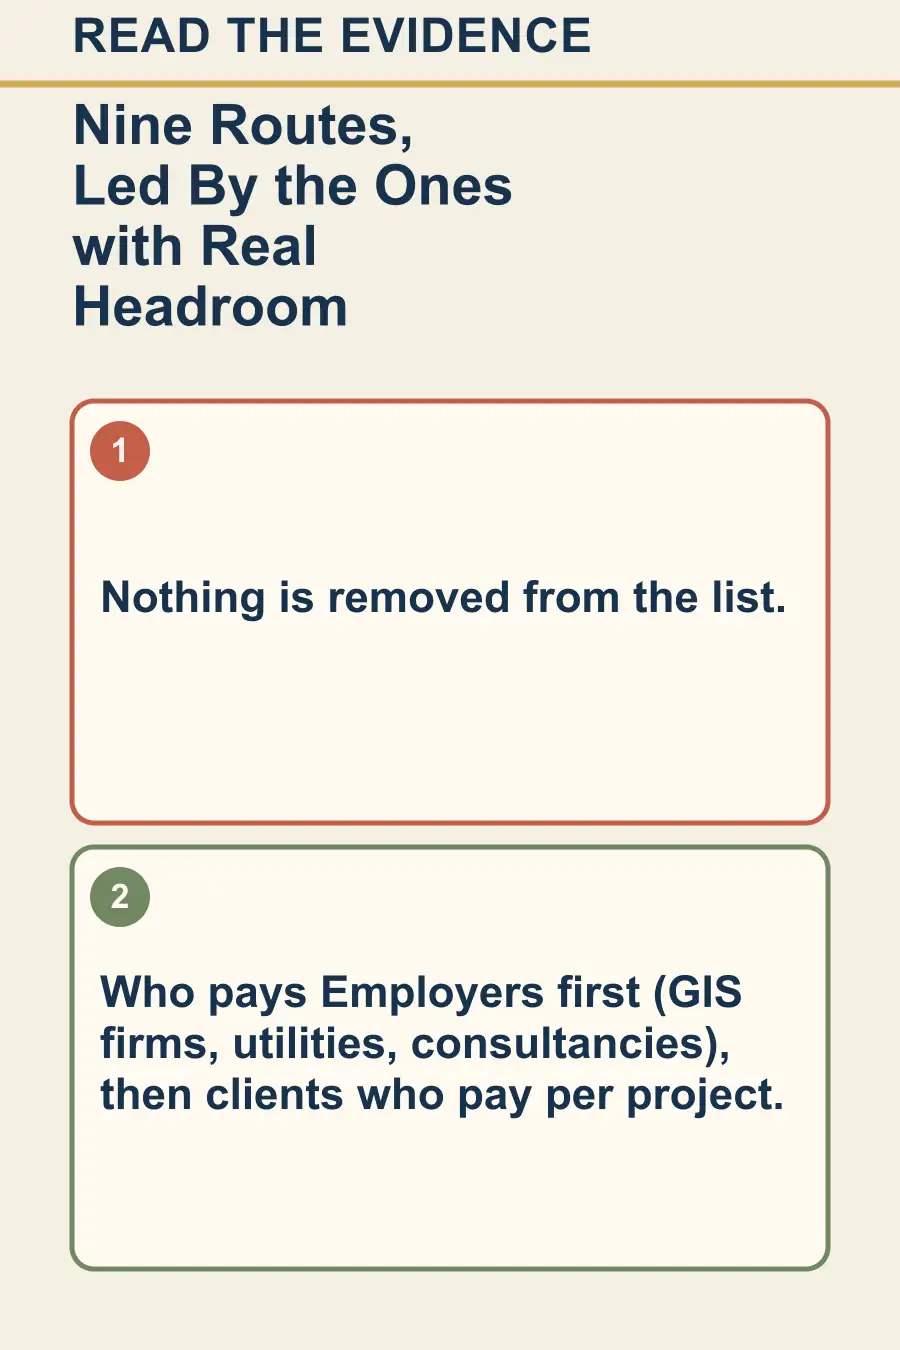 READ THE EVIDENCE
Nine Routes,
Led By the Ones
with Real
Headroom
1
Nothing is removed from the list.
2
Who pays Employers first (GIS
firms, utilities, consultancies),
then clients who pay per project.